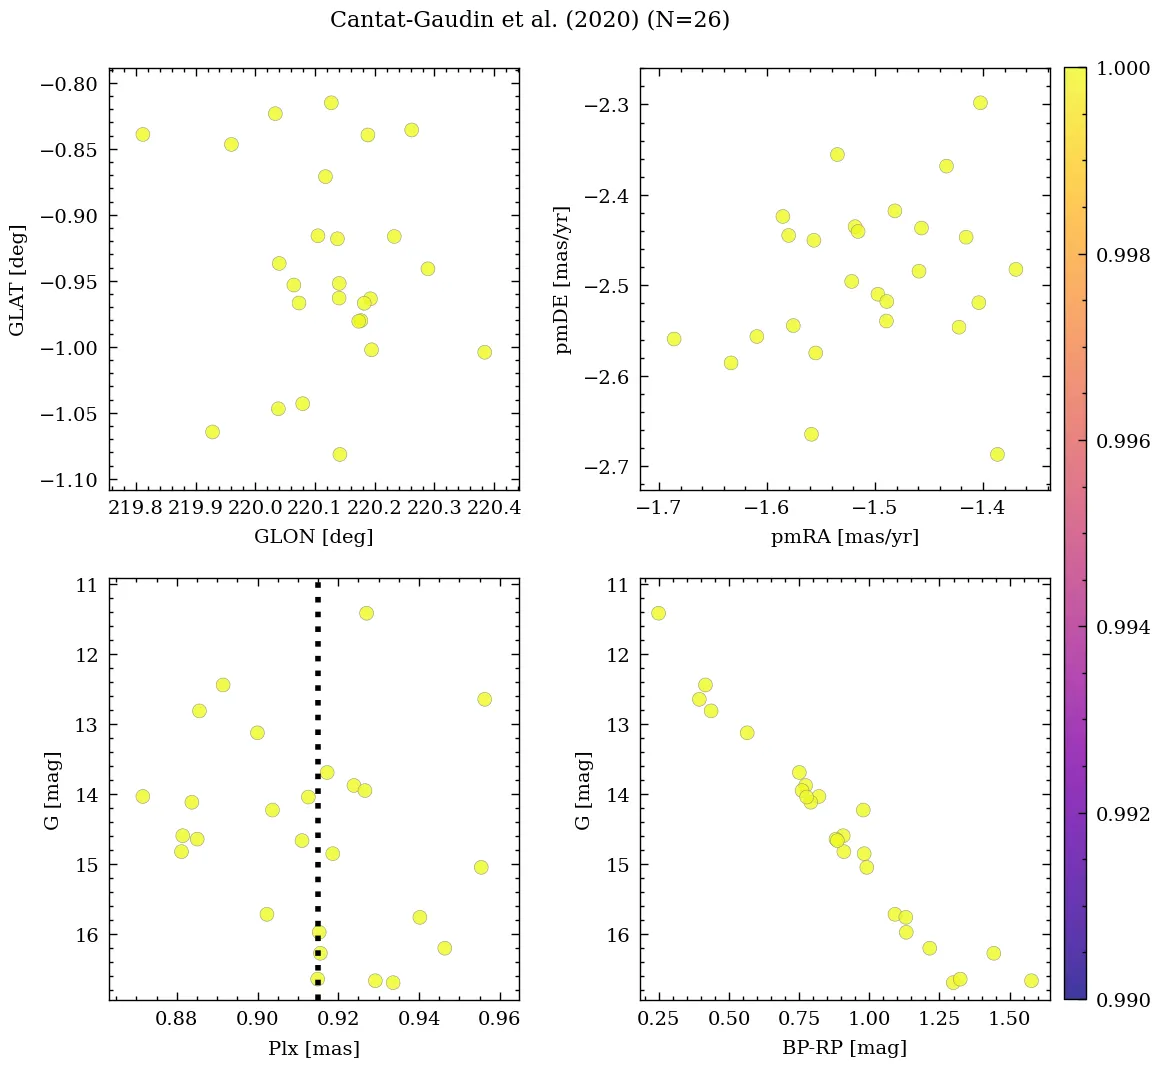 Cantat-Gaudin et al. (2020) (N=26)
−0.80
−0.85
−0.90
−0.95
−1.00
−1.05
−1.10
GLAT [deg]
219.8 219.9 220.0 220.1 220.2 220.3 220.4
GLON [deg]
−2.3
−2.4
−2.5
−2.6
−2.7
pmDE [mas/yr]
−1.7 −1.6 −1.5 −1.4
pmRA [mas/yr]
11
12
13
14
15
16
G [mag]
0.88 0.90 0.92 0.94 0.96
Plx [mas]
11
12
13
14
15
16
G [mag]
0.25 0.50 0.75 1.00 1.25 1.50
BP-RP [mag]
1.000
0.998
0.996
0.994
0.992
0.990